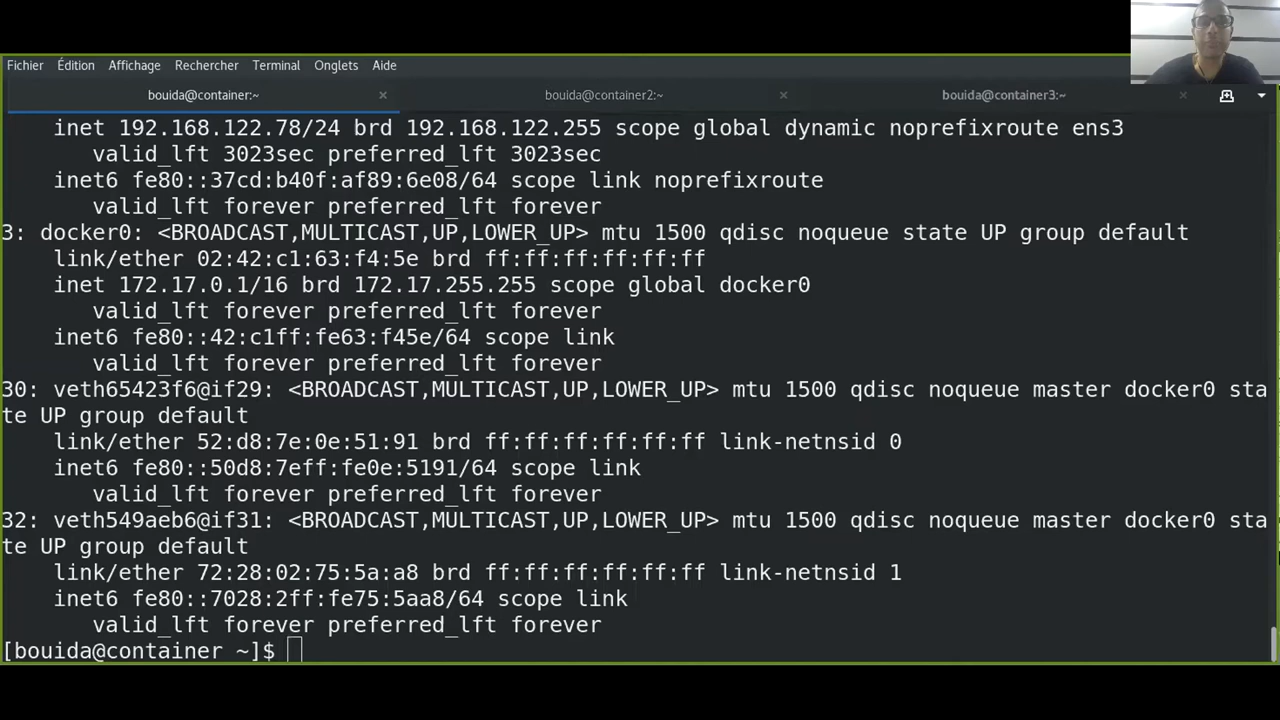 Fichier Édition Affichage Rechercher Terminal Onglets Aide
bouida@container:~ × bouida@container2:~ × bouida@container3:~ ×
inet 192.168.122.78/24 brd 192.168.122.255 scope global dynamic noprefixroute ens3
valid_lft 3023sec preferred_lft 3023sec
inet6 fe80::37cd:b40f:af89:6e08/64 scope link noprefixroute
valid_lft forever preferred_lft forever
3: docker0: <BROADCAST,MULTICAST,UP,LOWER_UP> mtu 1500 qdisc noqueue state UP group default
link/ether 02:42:c1:63:f4:5e brd ff:ff:ff:ff:ff:ff
inet 172.17.0.1/16 brd 172.17.255.255 scope global docker0
valid_lft forever preferred_lft forever
inet6 fe80::42:c1ff:fe63:f45e/64 scope link
valid_lft forever preferred_lft forever
30: veth65423f6@if29: <BROADCAST,MULTICAST,UP,LOWER_UP> mtu 1500 qdisc noqueue master docker0 sta
te UP group default
link/ether 52:d8:7e:0e:51:91 brd ff:ff:ff:ff:ff:ff link-netnsid 0
inet6 fe80::50d8:7eff:fe0e:5191/64 scope link
valid_lft forever preferred_lft forever
32: veth549aeb6@if31: <BROADCAST,MULTICAST,UP,LOWER_UP> mtu 1500 qdisc noqueue master docker0 sta
te UP group default
link/ether 72:28:02:75:5a:a8 brd ff:ff:ff:ff:ff:ff link-netnsid 1
inet6 fe80::7028:2ff:fe75:5aa8/64 scope link
valid_lft forever preferred_lft forever
[bouida@container ~]$